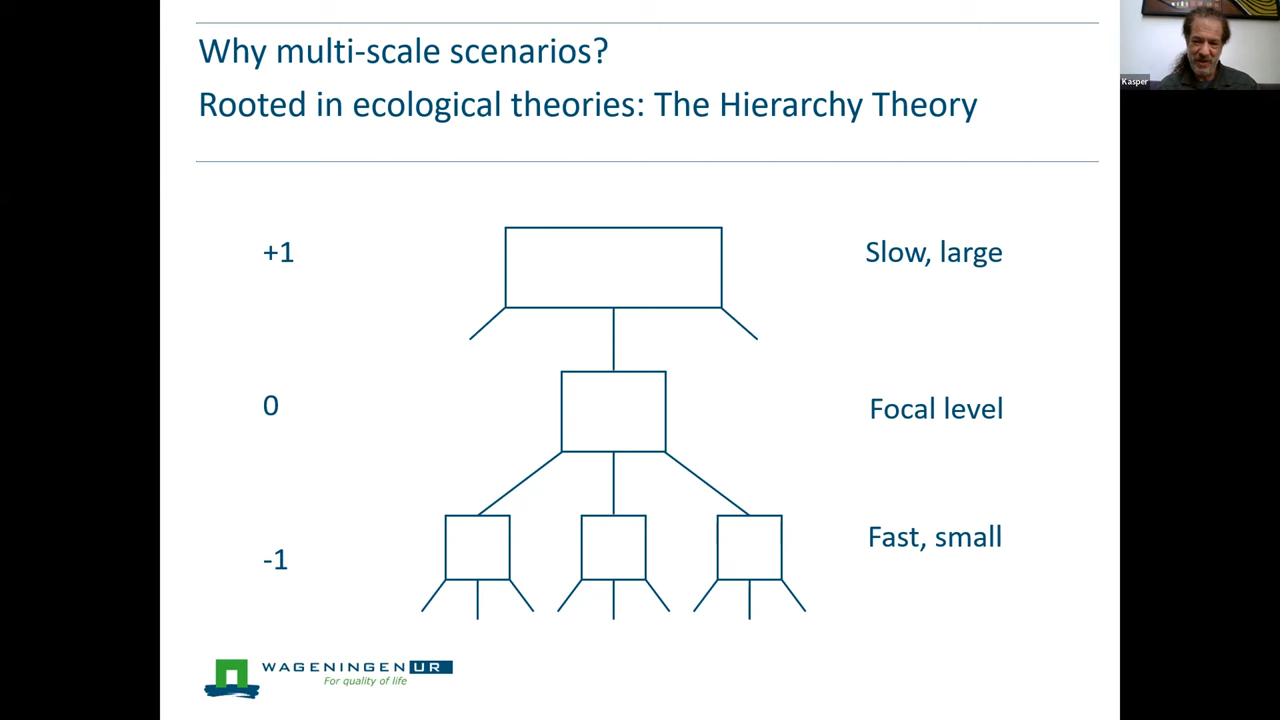 Why multi-scale scenarios?
Rooted in ecological theories: The Hierarchy Theory
Kasper
+1
Slow, large
0
Focal level
-1
Fast, small
WAGENINGEN UR
For quality of life